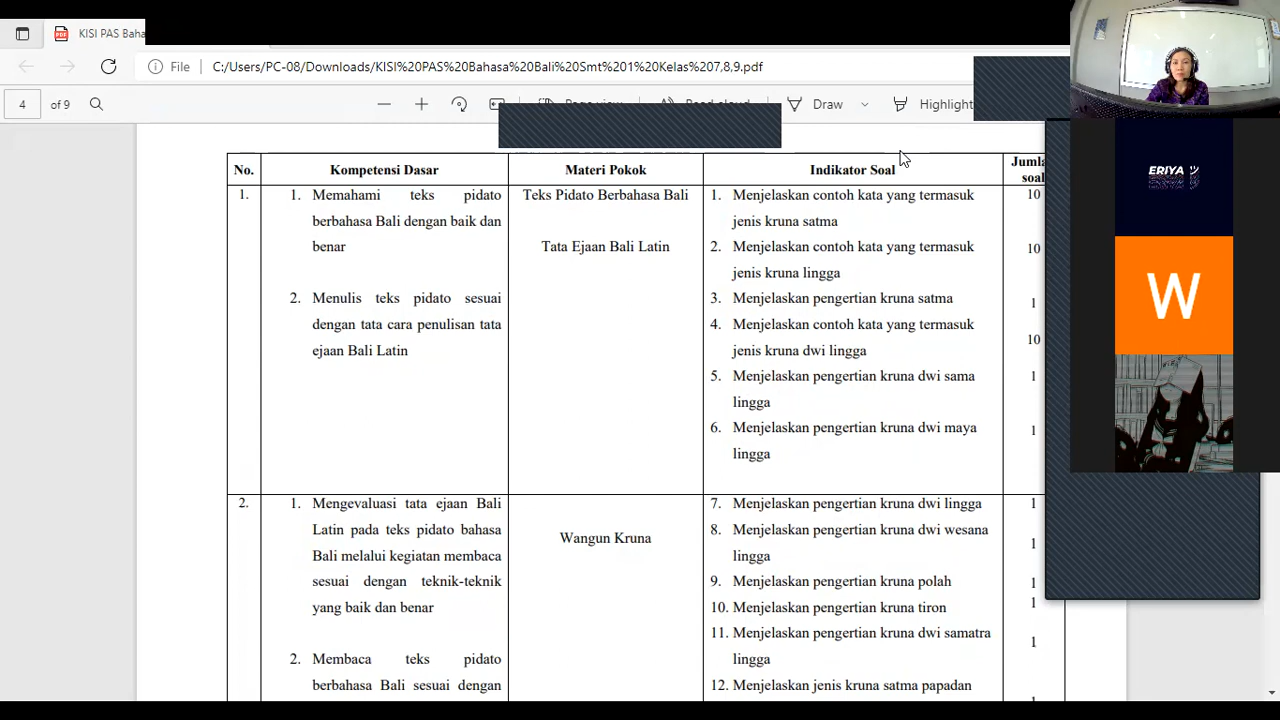 KISI PAS Baha
File
C:/Users/PC-08/Downloads/KISI%20PAS%20Bahasa%20Bali%20Smt%201%20Kelas%207,8,9.pdf
4
of 9
Draw
Highlight
No.
Kompetensi Dasar
Materi Pokok
Indikator Soal
Jumla
soal
1.
1. Memahami teks pidato
berbahasa Bali dengan baik dan
benar
2. Menulis teks pidato sesuai
dengan tata cara penulisan tata
ejaan Bali Latin
Teks Pidato Berbahasa Bali
Tata Ejaan Bali Latin
1. Menjelaskan contoh kata yang termasuk
jenis kruna satma
2. Menjelaskan contoh kata yang termasuk
jenis kruna lingga
3. Menjelaskan pengertian kruna satma
4. Menjelaskan contoh kata yang termasuk
jenis kruna dwi lingga
5. Menjelaskan pengertian kruna dwi sama
lingga
6. Menjelaskan pengertian kruna dwi maya
lingga
10
10
1
10
1
1
2.
1. Mengevaluasi tata ejaan Bali
Latin pada teks pidato bahasa
Bali melalui kegiatan membaca
sesuai dengan teknik-teknik
yang baik dan benar
2. Membaca teks pidato
berbahasa Bali sesuai dengan
Wangun Kruna
7. Menjelaskan pengertian kruna dwi lingga
8. Menjelaskan pengertian kruna dwi wesana
lingga
9. Menjelaskan pengertian kruna polah
10. Menjelaskan pengertian kruna tiron
11. Menjelaskan pengertian kruna dwi samatra
lingga
12. Menjelaskan jenis kruna satma papadan
1
1
1
1
1
ERIYA ツ
W